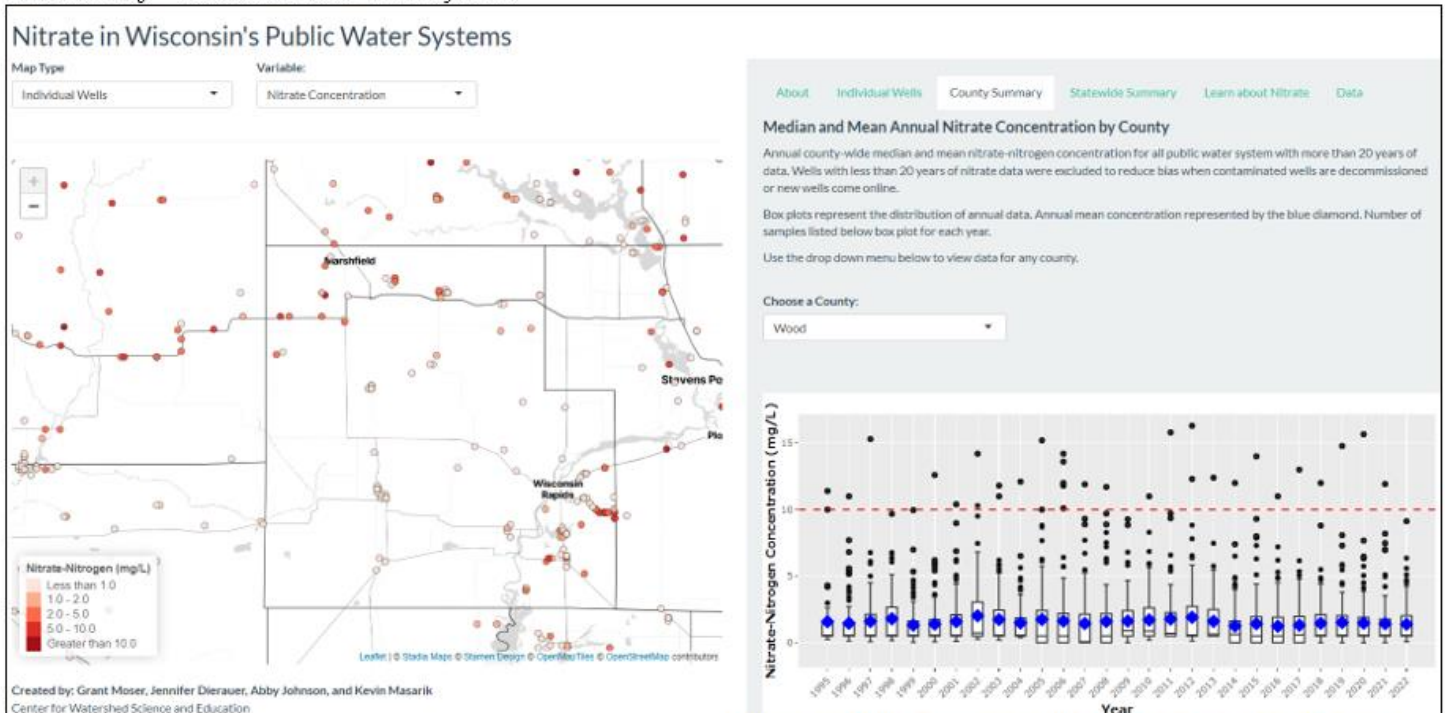 Nitrate in Wisconsin's Public Water Systems
Map Type
Variable:
Individual Wells
Nitrate Concentration
+
−
Marshfield
Stevens Po
Plo
Wisconsin
Rapids
Nitrate-Nitrogen (mg/L)
Less than 1.0
1.0 - 2.0
2.0 - 5.0
5.0 - 10.0
Greater than 10.0
Leaflet | © Stadia Maps © Stamen Design © OpenMapTiles © OpenStreetMap contributors
Created by: Grant Moser, Jennifer Dierauer, Abby Johnson, and Kevin Masarik
Center for Watershed Science and Education
About Individual Wells County Summary Statewide Summary Learn about Nitrate Data
Median and Mean Annual Nitrate Concentration by County
Annual county-wide median and mean nitrate-nitrogen concentration for all public water system with more than 20 years of
data. Wells with less than 20 years of nitrate data were excluded to reduce bias when contaminated wells are decommissioned
or new wells come online.
Box plots represent the distribution of annual data. Annual mean concentration represented by the blue diamond. Number of
samples listed below box plot for each year.
Use the drop down menu below to view data for any county.
Choose a County:
Wood
Nitrate-Nitrogen Concentration (mg/L)
15
10
5
0
1995 1996 1997 1998 1999 2000 2001 2002 2003 2004 2005 2006 2007 2008 2009 2010 2011 2012 2013 2014 2015 2016 2017 2018 2019 2020 2021 2022
Year